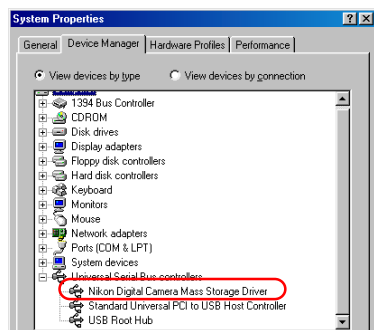 System Properties
General Device Manager Hardware Profiles Performance
View devices by type View devices by connection
1394 Bus Controller
CDROM
Disk drives
Display adapters
Floppy disk controllers
Hard disk controllers
Keyboard
Monitors
Mouse
Network adapters
Ports (COM & LPT)
System devices
Universal Serial Bus controllers
Nikon Digital Camera Mass Storage Driver
Standard Universal PCI to USB Host Controller
USB Root Hub